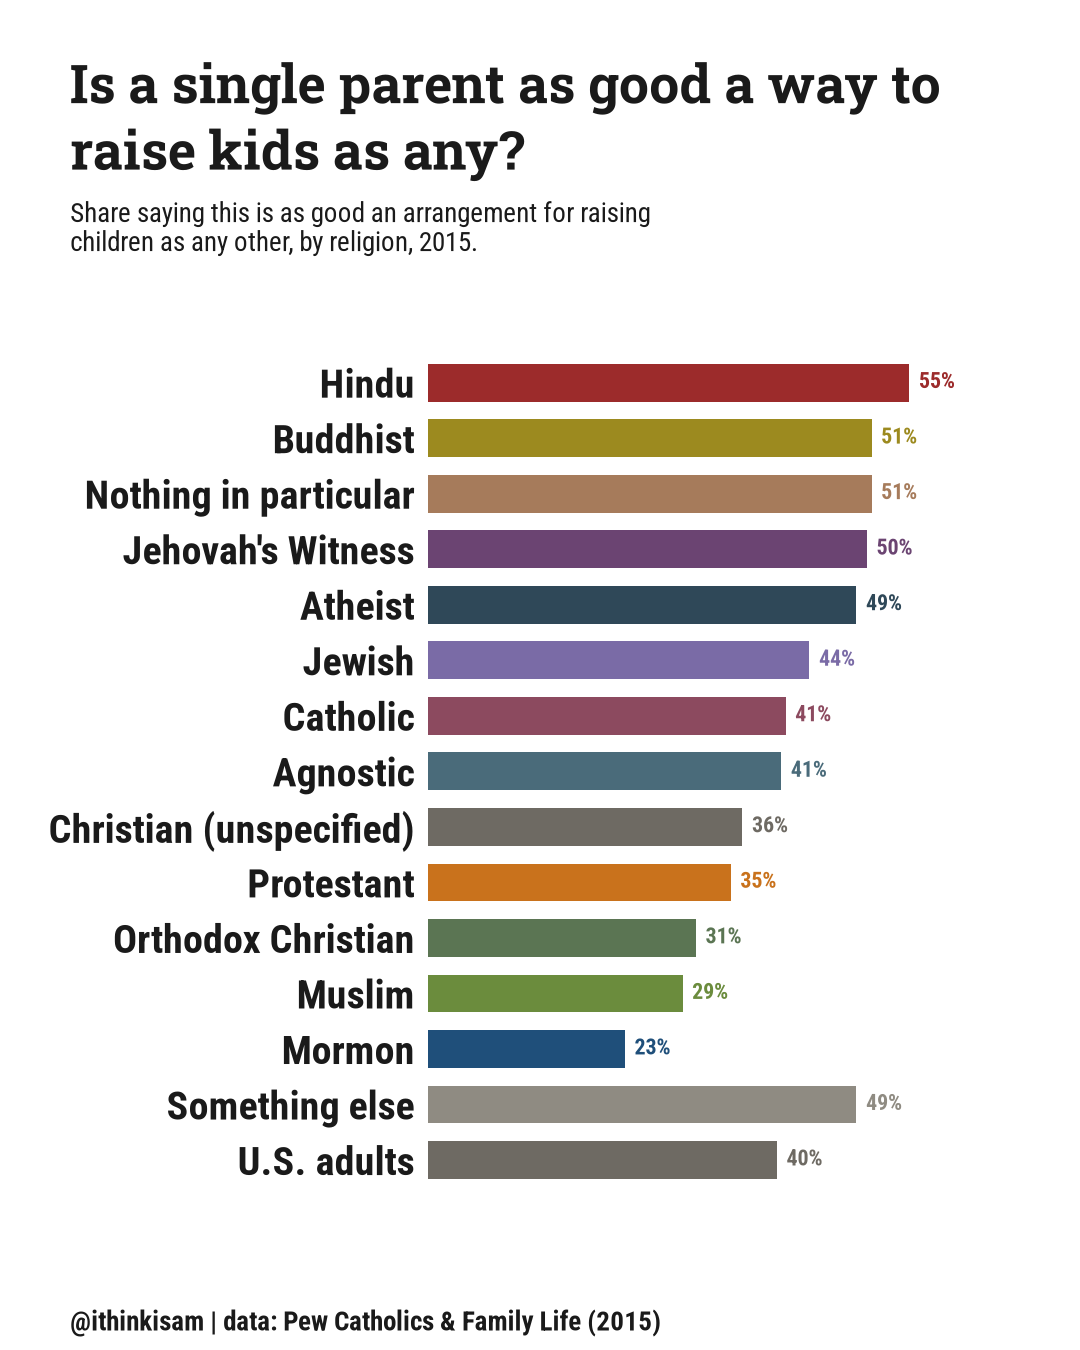 Is a single parent as good a way to
raise kids as any?
Share saying this is as good an arrangement for raising
children as any other, by religion, 2015.
Hindu 55%
Buddhist 51%
Nothing in particular 51%
Jehovah's Witness 50%
Atheist 49%
Jewish 44%
Catholic 41%
Agnostic 41%
Christian (unspecified) 36%
Protestant 35%
Orthodox Christian 31%
Muslim 29%
Mormon 23%
Something else 49%
U.S. adults 40%
@ithinkisam | data: Pew Catholics & Family Life (2015)